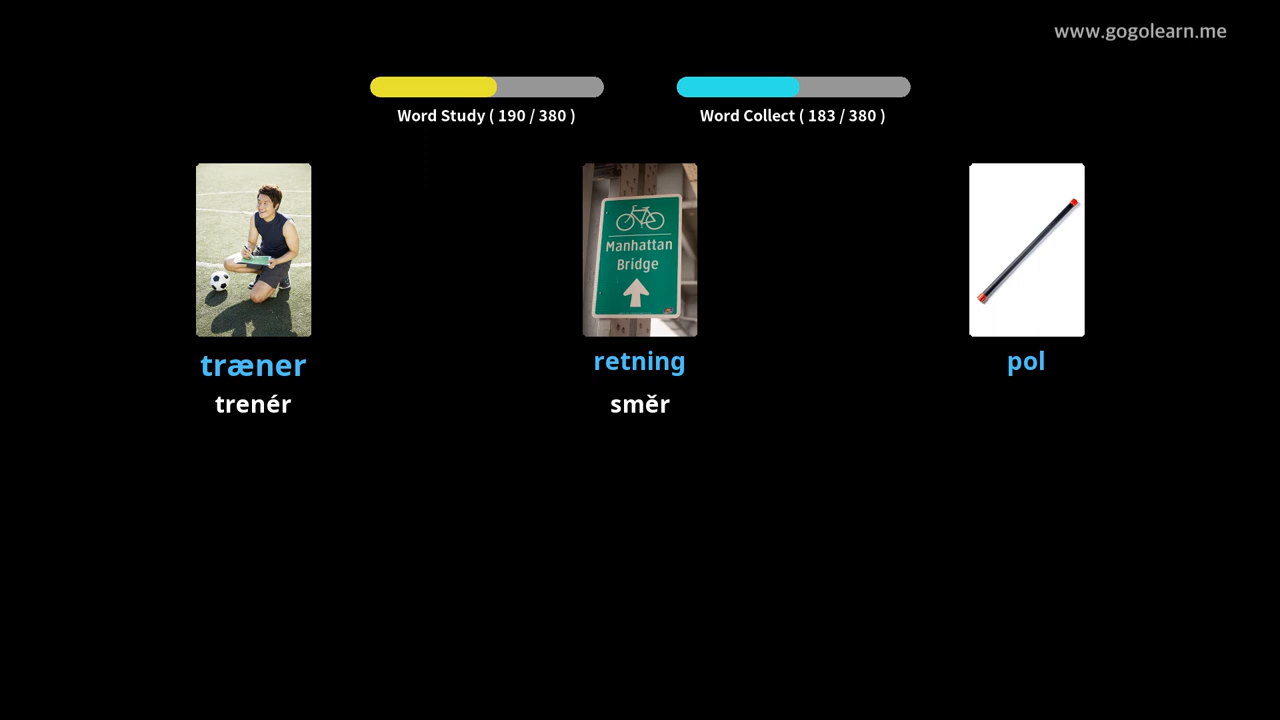 www.gogolearn.me
Word Study ( 190 / 380 )
Word Collect ( 183 / 380 )
Manhattan
Bridge
træner
retning
pol
trenér
směr